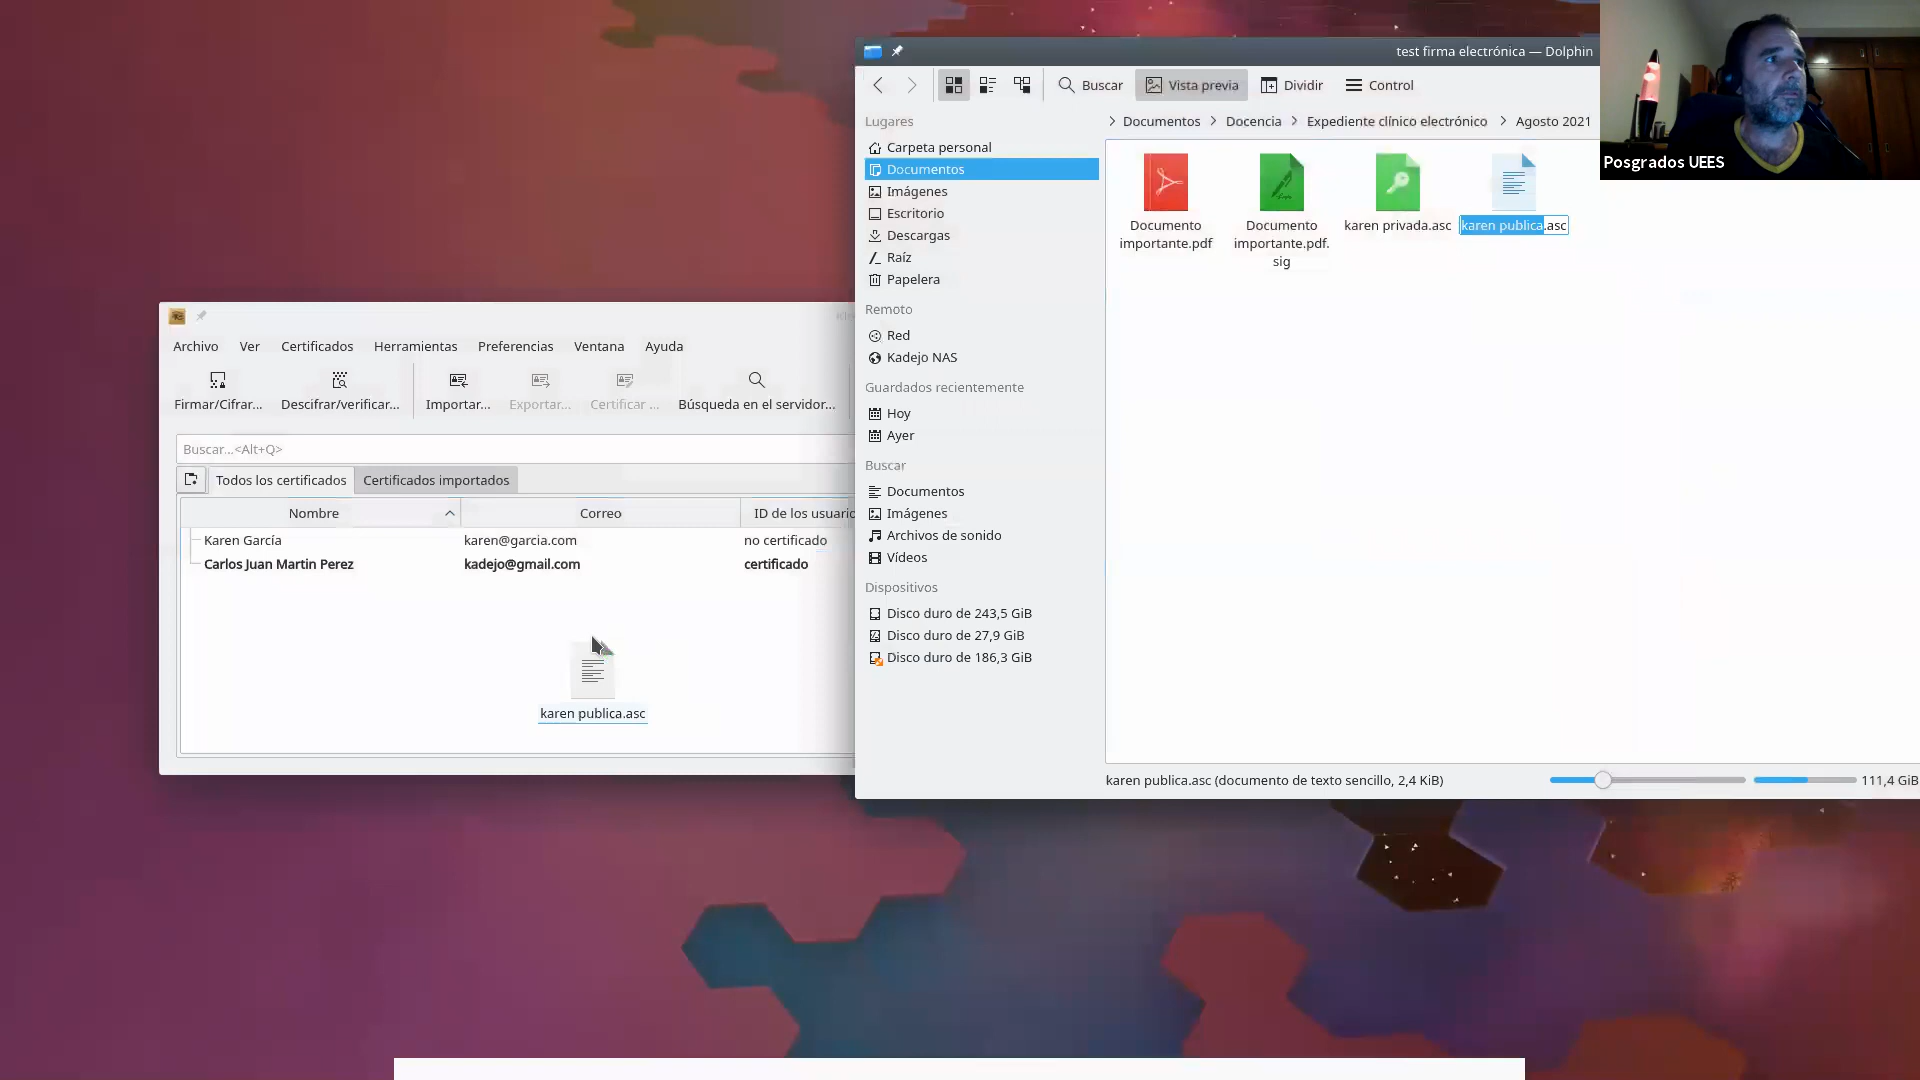 test firma electrónica — Dolphin
Buscar
Vista previa
Dividir
Control
Lugares
Carpeta personal
Documentos
Imágenes
Escritorio
Descargas
Raíz
Papelera
Remoto
Red
Kadejo NAS
Guardados recientemente
Hoy
Ayer
Buscar
Documentos
Imágenes
Archivos de sonido
Vídeos
Dispositivos
Disco duro de 243,5 GiB
Disco duro de 27,9 GiB
Disco duro de 186,3 GiB
Documentos
Docencia
Expediente clínico electrónico
Agosto 2021
Documento
importante.pdf
Documento
importante.pdf.
sig
karen privada.asc
karen publica.asc
karen publica.asc (documento de texto sencillo, 2,4 KiB)
111,4 GiB
Posgrados UEES
Archivo
Ver
Certificados
Herramientas
Preferencias
Ventana
Ayuda
Firmar/Cifrar...
Descifrar/verificar...
Importar...
Exportar...
Certificar ...
Búsqueda en el servidor...
Buscar...<Alt+Q>
Todos los certificados
Certificados importados
Nombre
Correo
ID de los usuario
Karen García
karen@garcia.com
no certificado
Carlos Juan Martin Perez
kadejo@gmail.com
certificado
karen publica.asc